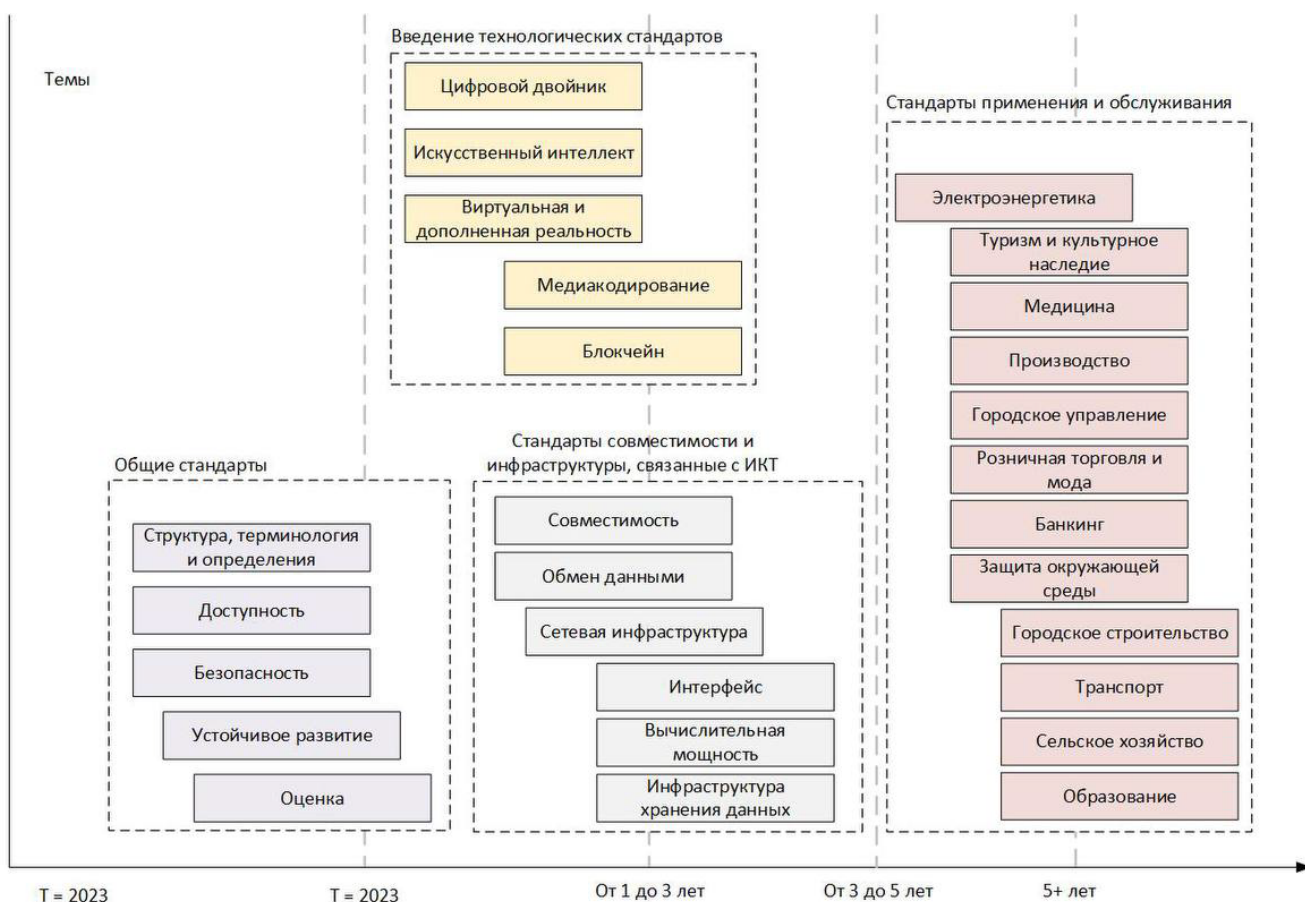 Темы
Введение технологических стандартов
Цифровой двойник
Искусственный интеллект
Виртуальная и
дополненная реальность
Медиакодирование
Блокчейн
Общие стандарты
Структура, терминология
и определения
Доступность
Безопасность
Устойчивое развитие
Оценка
Стандарты совместимости и
инфраструктуры, связанные с ИКТ
Совместимость
Обмен данными
Сетевая инфраструктура
Интерфейс
Вычислительная
мощность
Инфраструктура
хранения данных
Стандарты применения и обслуживания
Электроэнергетика
Туризм и культурное
наследие
Медицина
Производство
Городское управление
Розничная торговля и
мода
Банкинг
Защита окружающей
среды
Городское строительство
Транспорт
Сельское хозяйство
Образование
T = 2023
T = 2023
От 1 до 3 лет
От 3 до 5 лет
5+ лет